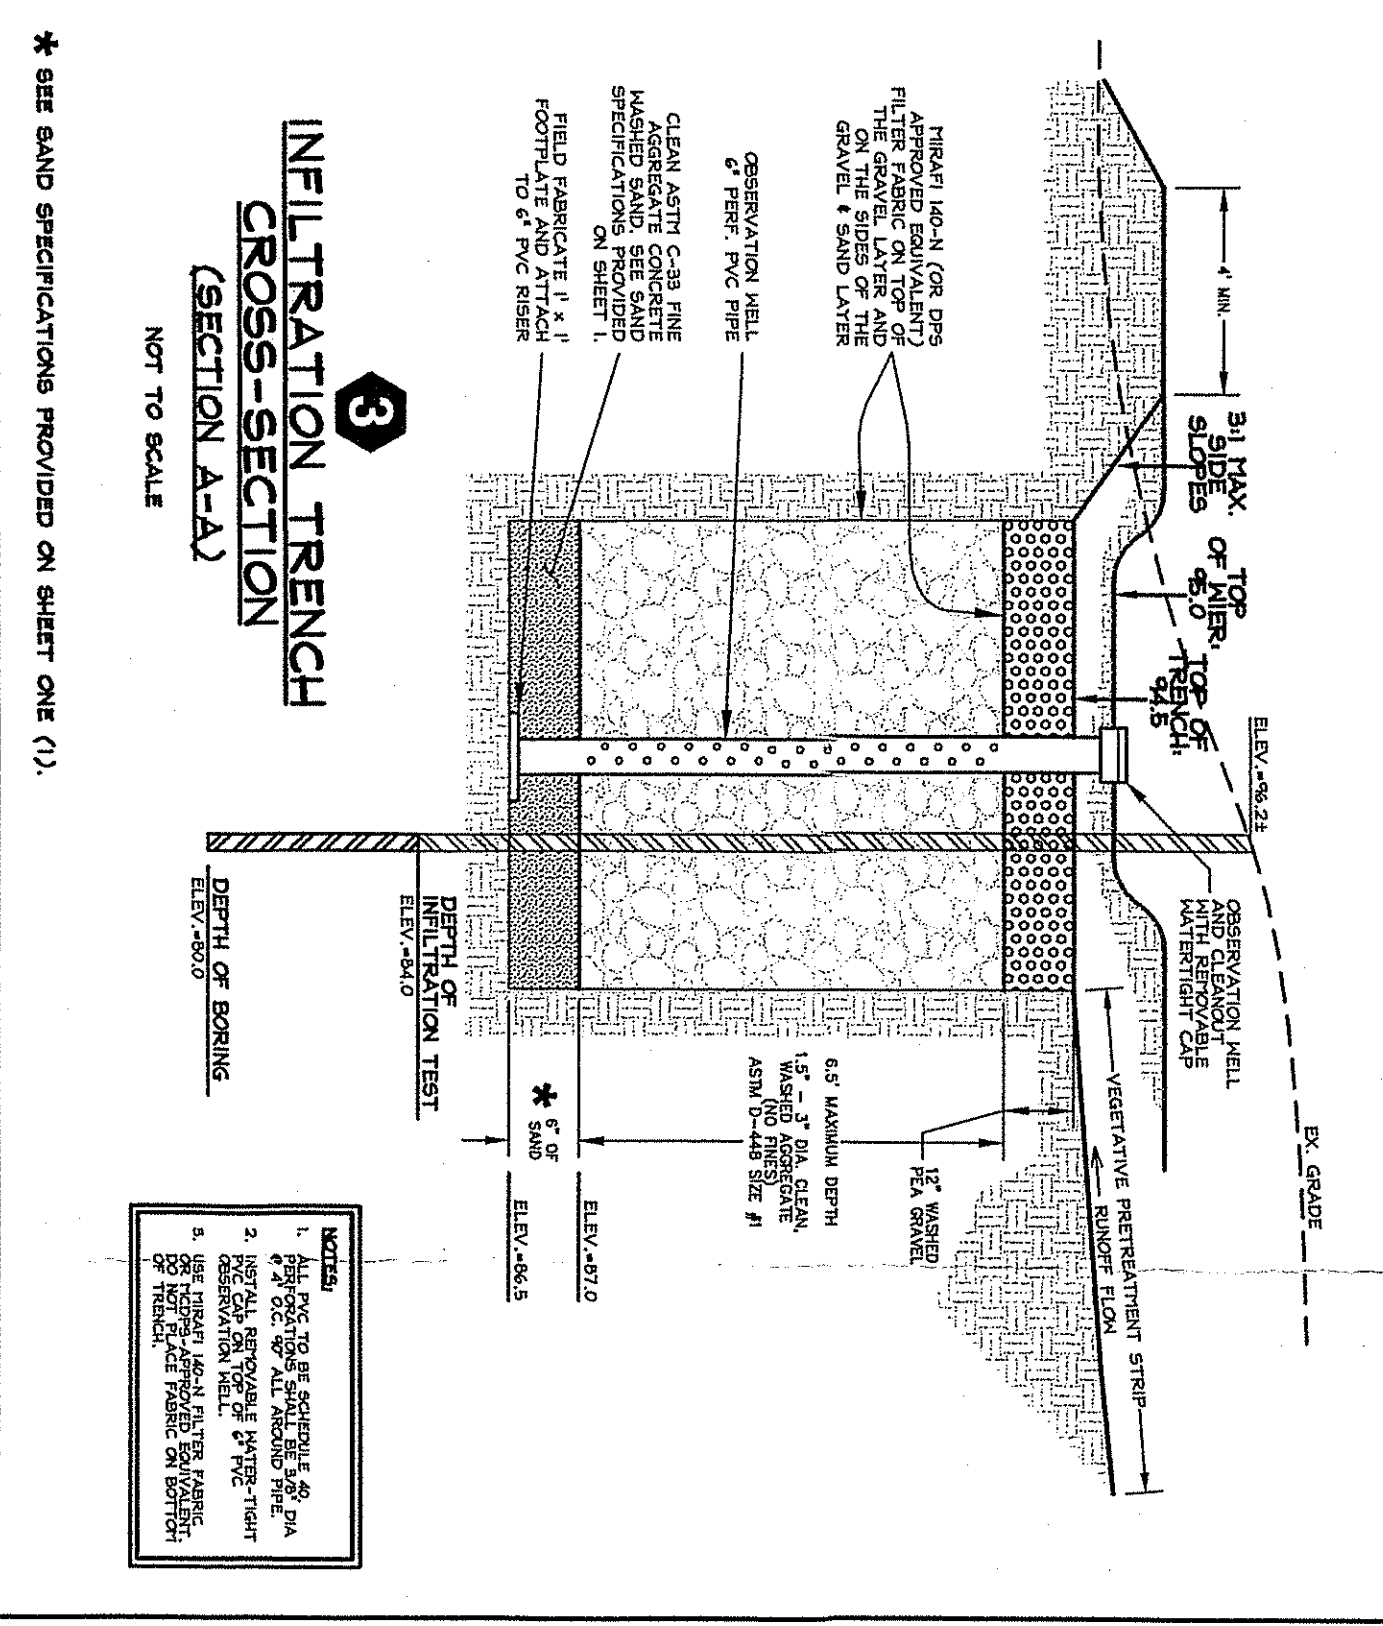 4' MIN.
3:1 MAX.
SIDE
SLOPES
TOP
OF WIER:
95.0
TOP OF
TRENCH:
94.5
ELEV.=96.2±
EX. GRADE
OBSERVATION WELL
AND CLEANOUT
WITH REMOVABLE
WATERTIGHT CAP
VEGETATIVE PRETREATMENT STRIP
RUNOFF FLOW
MIRAFI 140-N (OR DPS
APPROVED EQUIVALENT)
FILTER FABRIC ON TOP OF
THE GRAVEL LAYER AND
ON THE SIDES OF THE
GRAVEL & SAND LAYER
OBSERVATION WELL
6" PERF. PVC PIPE
CLEAN ASTM C-33 FINE
AGGREGATE CONCRETE
WASHED SAND. SEE SAND
SPECIFICATIONS PROVIDED
ON SHEET 1.
FIELD FABRICATE 1' x 1'
FOOTPLATE AND ATTACH
TO 6" PVC RISER
12" WASHED
PEA GRAVEL
6.5' MAXIMUM DEPTH
1.5" - 3" DIA. CLEAN,
WASHED AGGREGATE
(NO FINES)
ASTM D-448 SIZE #1
* 6" OF
SAND
ELEV.=87.0
ELEV.=86.5
DEPTH OF
INFILTRATION TEST
ELEV.=84.0
DEPTH OF BORING
ELEV.=80.0
3
INFILTRATION TRENCH
CROSS-SECTION
(SECTION A-A)
NOT TO SCALE
NOTES:
1. ALL PVC TO BE SCHEDULE 40.
PERFORATIONS SHALL BE 3/8" DIA
@ 4" O.C. 90° ALL AROUND PIPE.
2. INSTALL REMOVABLE WATER-TIGHT
PVC CAP ON TOP OF 6" PVC
OBSERVATION WELL.
3. USE MIRAFI 140-N FILTER FABRIC
OR MCDPS-APPROVED EQUIVALENT.
DO NOT PLACE FABRIC ON BOTTOM
OF TRENCH.
* SEE SAND SPECIFICATIONS PROVIDED ON SHEET ONE (1).